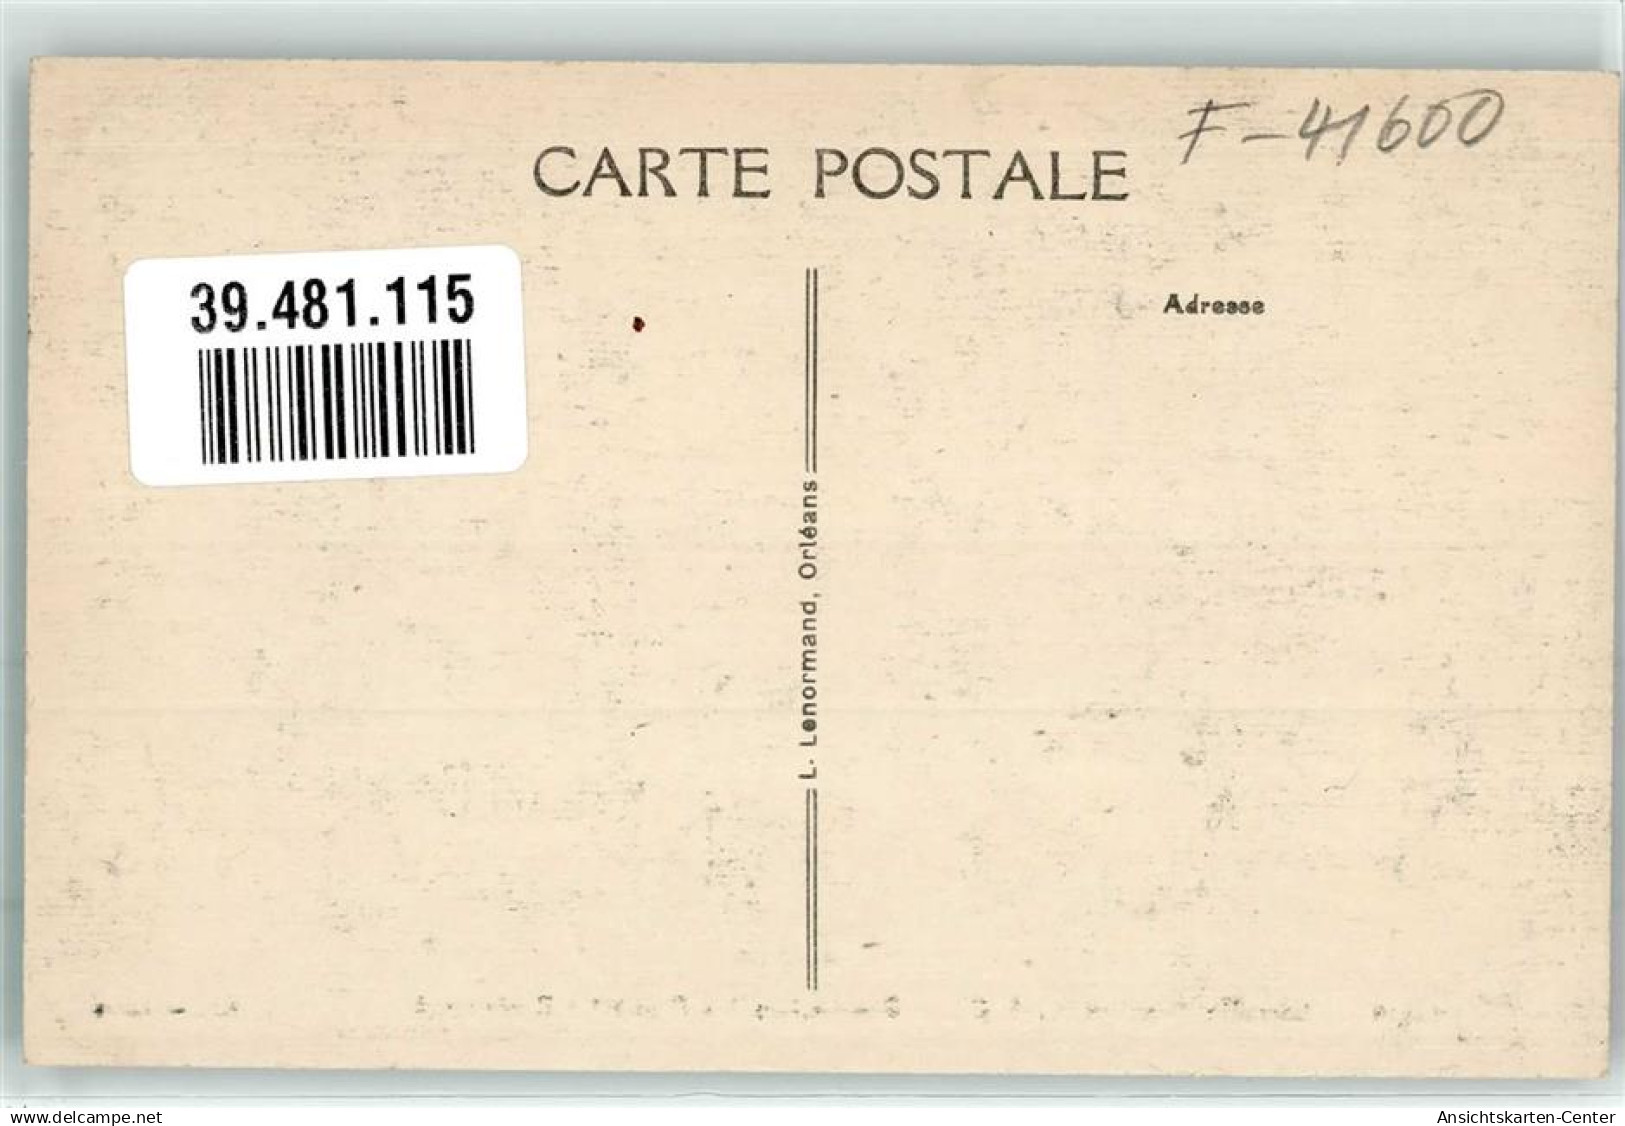 F-41600
CARTE POSTALE
39.481.115
Adresse
L. Lenormand, Orléans
www.delcampe.net
Ansichtskarten-Center